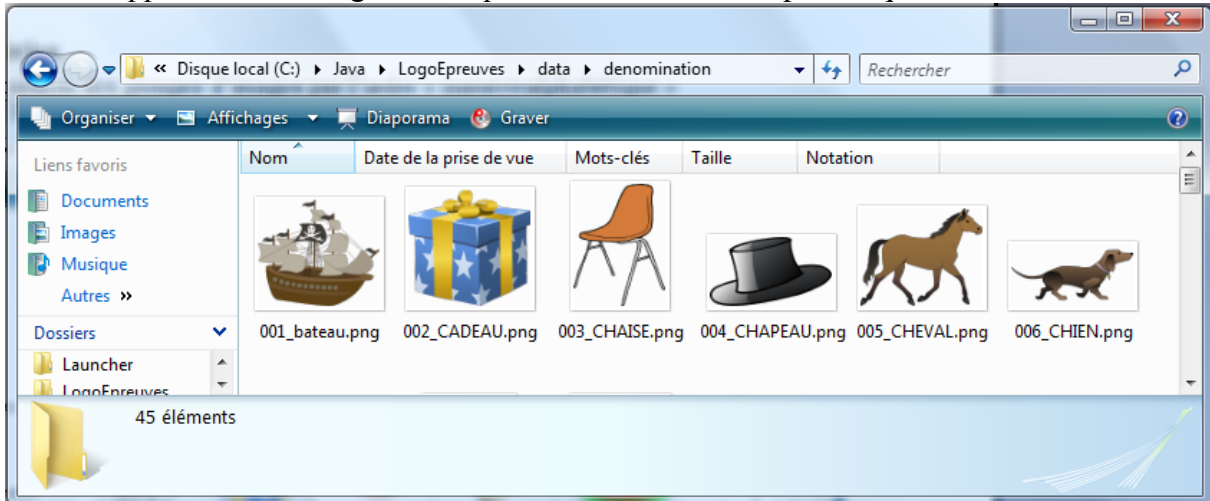 « Disque local (C:) ▸ Java ▸ LogoEpreuves ▸ data ▸ denomination
Rechercher
Organiser Affichages Diaporama Graver
Liens favoris
Documents
Images
Musique
Autres »
Dossiers
Launcher
LogoEpreuves
Nom Date de la prise de vue Mots-clés Taille Notation
001_bateau.png 002_CADEAU.png 003_CHAISE.png 004_CHAPEAU.png 005_CHEVAL.png 006_CHIEN.png
45 éléments